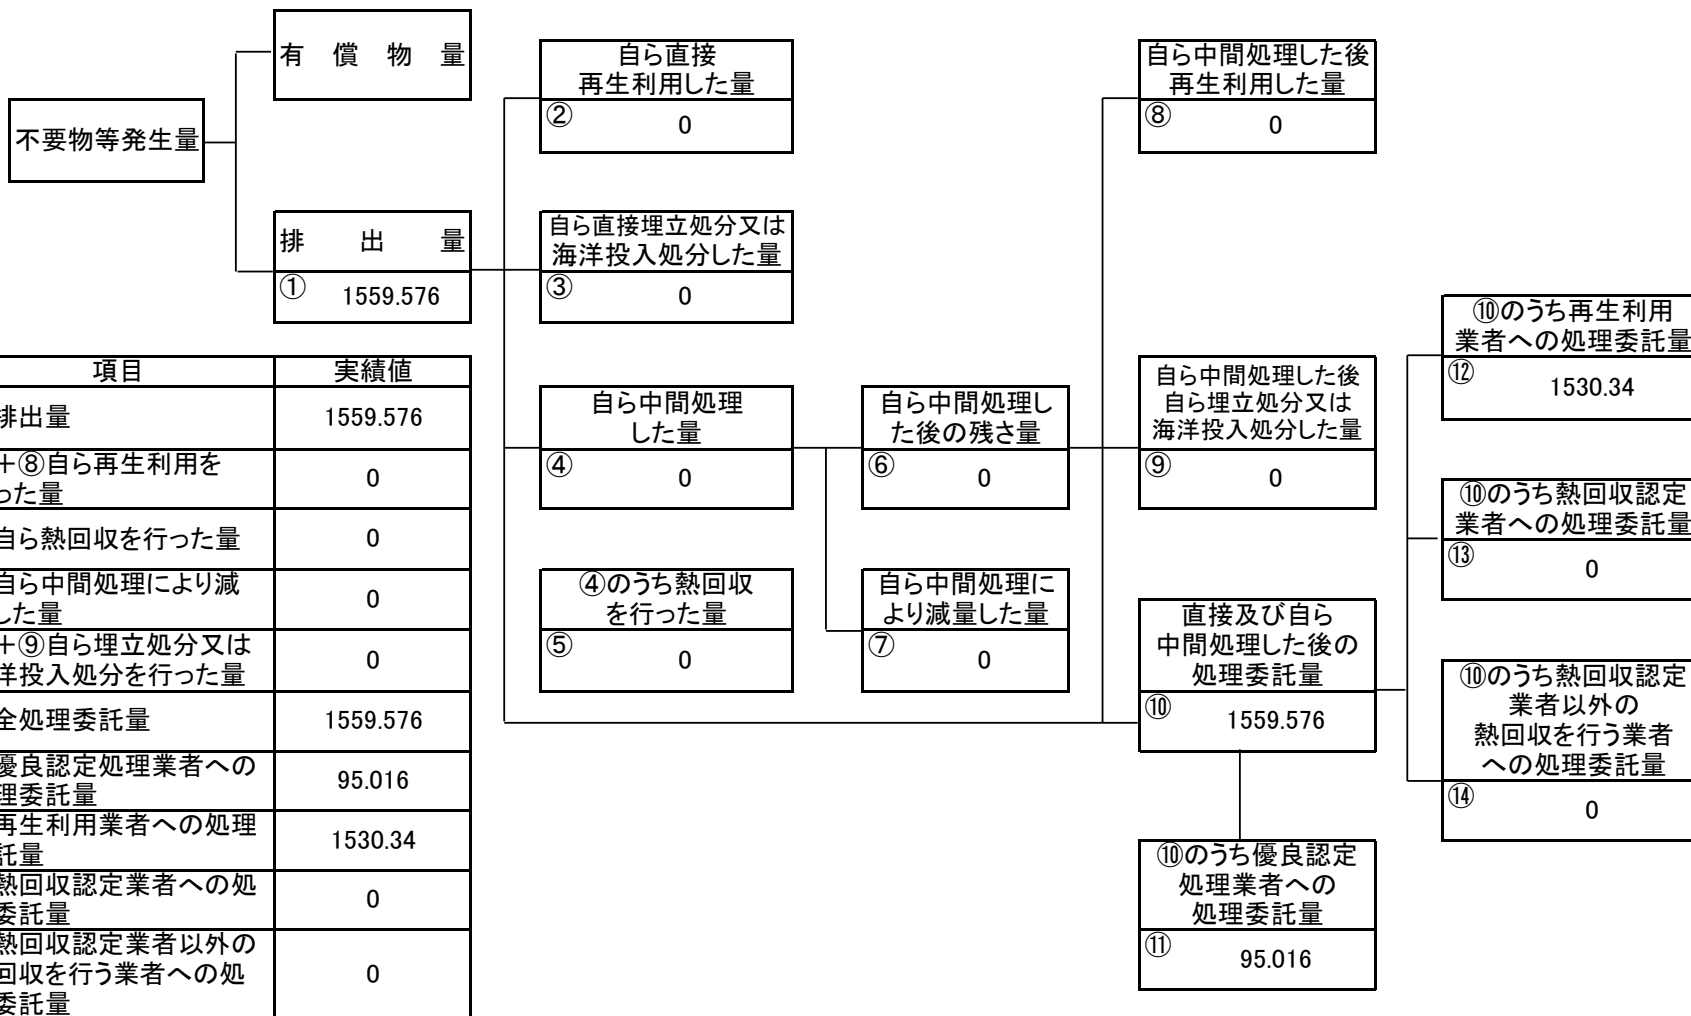 有　償　物　量
不要物等発生量
排　出　量
① 1559.576
自ら直接
再生利用した量
② 0
自ら直接埋立処分又は
海洋投入処分した量
③ 0
自ら中間処理
した量
④ 0
④のうち熱回収
を行った量
⑤ 0
自ら中間処理し
た後の残さ量
⑥ 0
自ら中間処理に
より減量した量
⑦ 0
自ら中間処理した後
再生利用した量
⑧ 0
自ら中間処理した後
自ら埋立処分又は
海洋投入処分した量
⑨ 0
直接及び自ら
中間処理した後の
処理委託量
⑩ 1559.576
⑩のうち優良認定
処理業者への
処理委託量
⑪ 95.016
⑩のうち再生利用
業者への処理委託量
⑫ 1530.34
⑩のうち熱回収認定
業者への処理委託量
⑬ 0
⑩のうち熱回収認定
業者以外の
熱回収を行う業者
への処理委託量
⑭ 0
項目 実績値
排出量 1559.576
+⑧自ら再生利用を
った量 0
自ら熱回収を行った量 0
自ら中間処理により減
した量 0
+⑨自ら埋立処分又は
洋投入処分を行った量 0
全処理委託量 1559.576
優良認定処理業者への
理委託量 95.016
再生利用業者への処理
託量 1530.34
熱回収認定業者への処
委託量 0
熱回収認定業者以外の
回収を行う業者への処
委託量 0